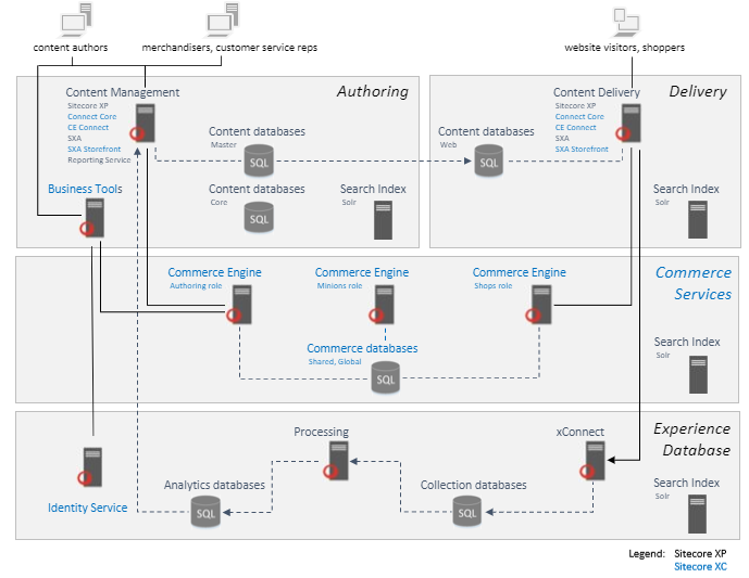 content authors
merchandisers, customer service reps
website visitors, shoppers
Authoring
Content Management
Sitecore XP
Connect Core
CE Connect
SXA
SXA Storefront
Reporting Service
Content databases
Master
SQL
Content databases
Core
SQL
Search Index
Solr
Business Tools
Delivery
Content Delivery
Sitecore XP
Connect Core
CE Connect
SXA
SXA Storefront
Content databases
Web
SQL
Search Index
Solr
Commerce
Services
Commerce Engine
Authoring role
Commerce Engine
Minions role
Commerce Engine
Shops role
Commerce databases
Shared, Global
SQL
Search Index
Solr
Experience
Database
Processing
xConnect
Analytics databases
SQL
Collection databases
SQL
Identity Service
Search Index
Solr
Legend: Sitecore XP
Sitecore XC